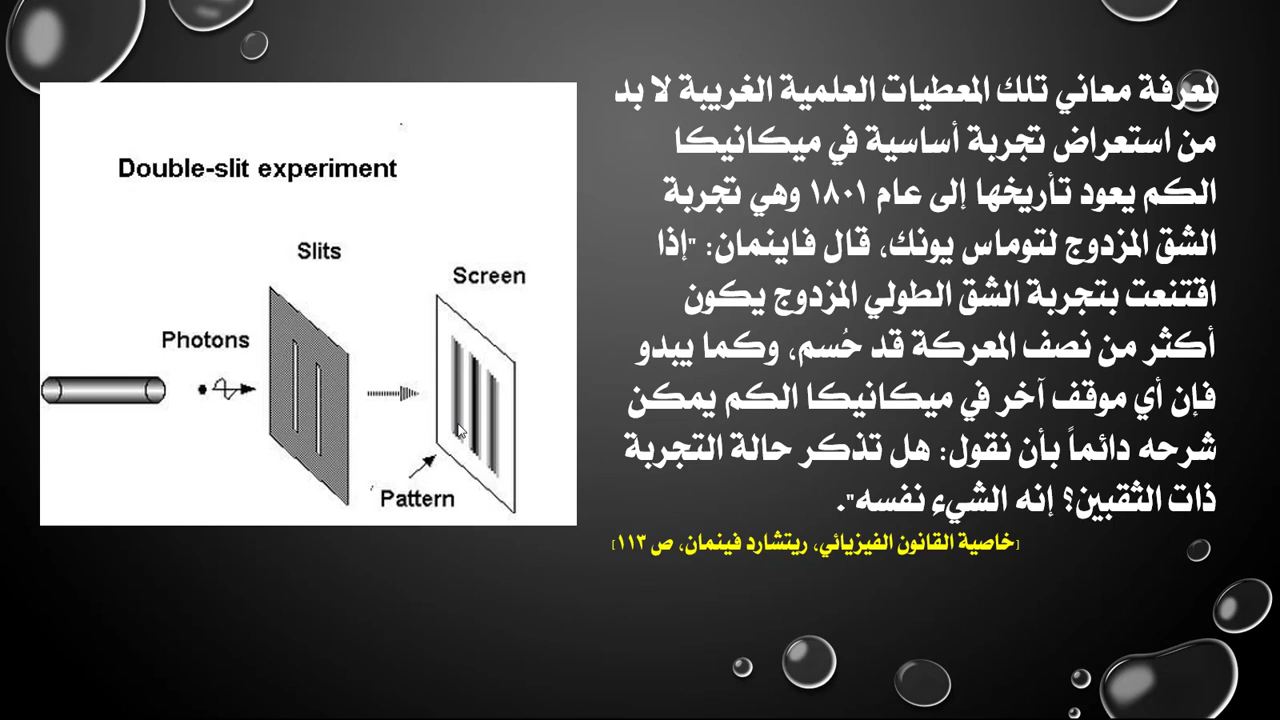 لمعرفة معاني تلك المعطيات العلمية الغريبة لا بد
من استعراض تجربة أساسية في ميكانيكا
الكم يعود تأريخها إلى عام ١٨٠١ وهي تجربة
الشق المزدوج لتوماس يونك، قال فاينمان: "إذا
اقتنعت بتجربة الشق الطولي المزدوج يكون
أكثر من نصف المعركة قد حُسم، وكما يبدو
فإن أي موقف آخر في ميكانيكا الكم يمكن
شرحه دائماً بأن نقول: هل تذكر حالة التجربة
ذات الثقبين؟ إنه الشيء نفسه".
[خاصية القانون الفيزيائي، ريتشارد فينمان، ص ١١٣]
Double-slit experiment
Slits
Screen
Photons
Pattern